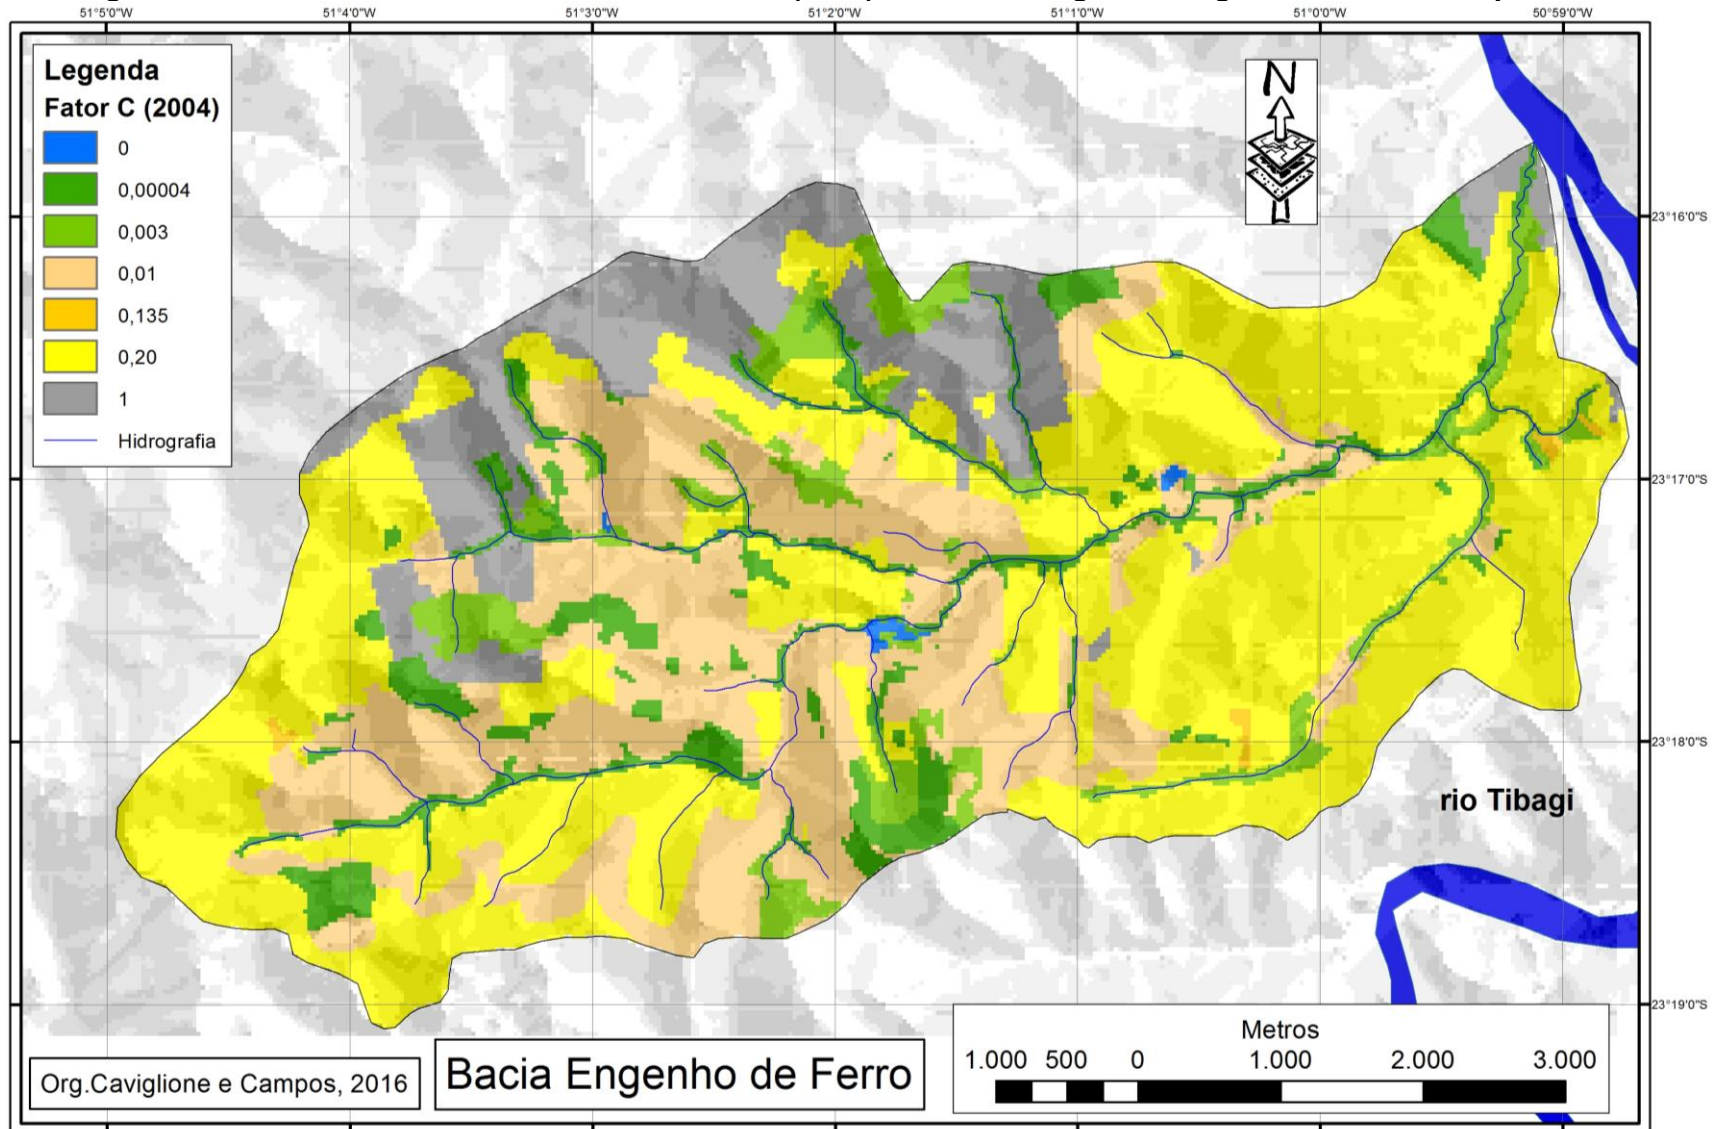 51°5'0"W 51°4'0"W 51°3'0"W 51°2'0"W 51°1'0"W 51°0'0"W 50°59'0"W
Legenda
Fator C (2004)
0
0,00004
0,003
0,01
0,135
0,20
1
Hidrografia
N
23°16'0"S
23°17'0"S
23°18'0"S
rio Tibagi
23°19'0"S
Metros
1.000 500 0 1.000 2.000 3.000
Bacia Engenho de Ferro
Org.Caviglione e Campos, 2016